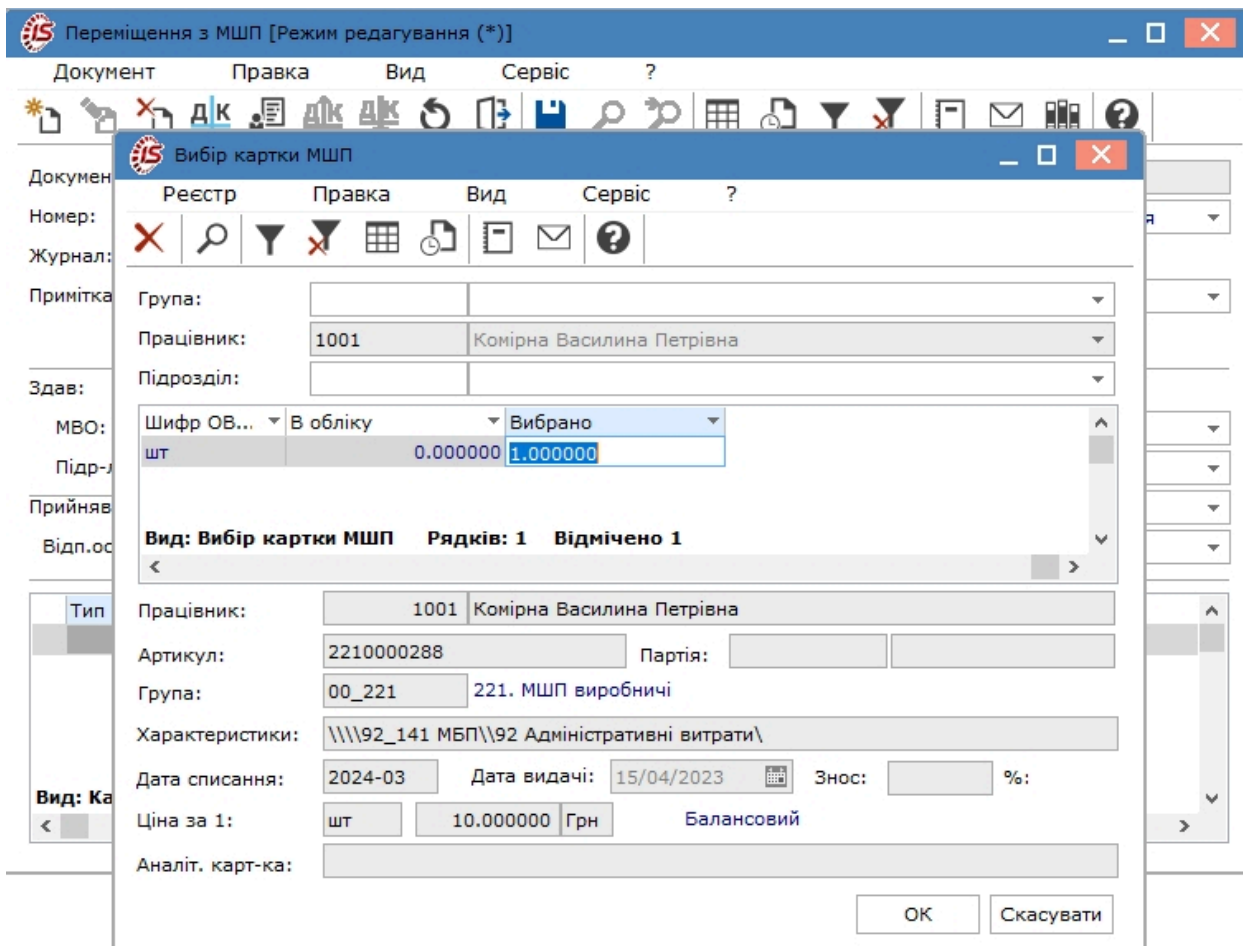 Переміщення з МШП [Режим редагування (*)]
Документ Правка Вид Сервіс ?
Вибір картки МШП
Реєстр Правка Вид Сервіс ?
Докумен
Номер: я
Журнал:
Примітка
Здав:
МВО:
Підр-л
Прийняв
Відп.ос
Тип
Вид: Ка
Група:
Працівник: 1001 Комірна Василина Петрівна
Підрозділ:
Шифр ОВ... В обліку Вибрано
шт 0.000000 1.000000
Вид: Вибір картки МШП Рядків: 1 Відмічено 1
Працівник: 1001 Комірна Василина Петрівна
Артикул: 2210000288 Партія:
Група: 00_221 221. МШП виробничі
Характеристики: \\\\92_141 МБП\\92 Адміністративні витрати\
Дата списання: 2024-03 Дата видачі: 15/04/2023 Знос: %:
Ціна за 1: шт 10.000000 Грн Балансовий
Аналіт. карт-ка:
ОК Скасувати